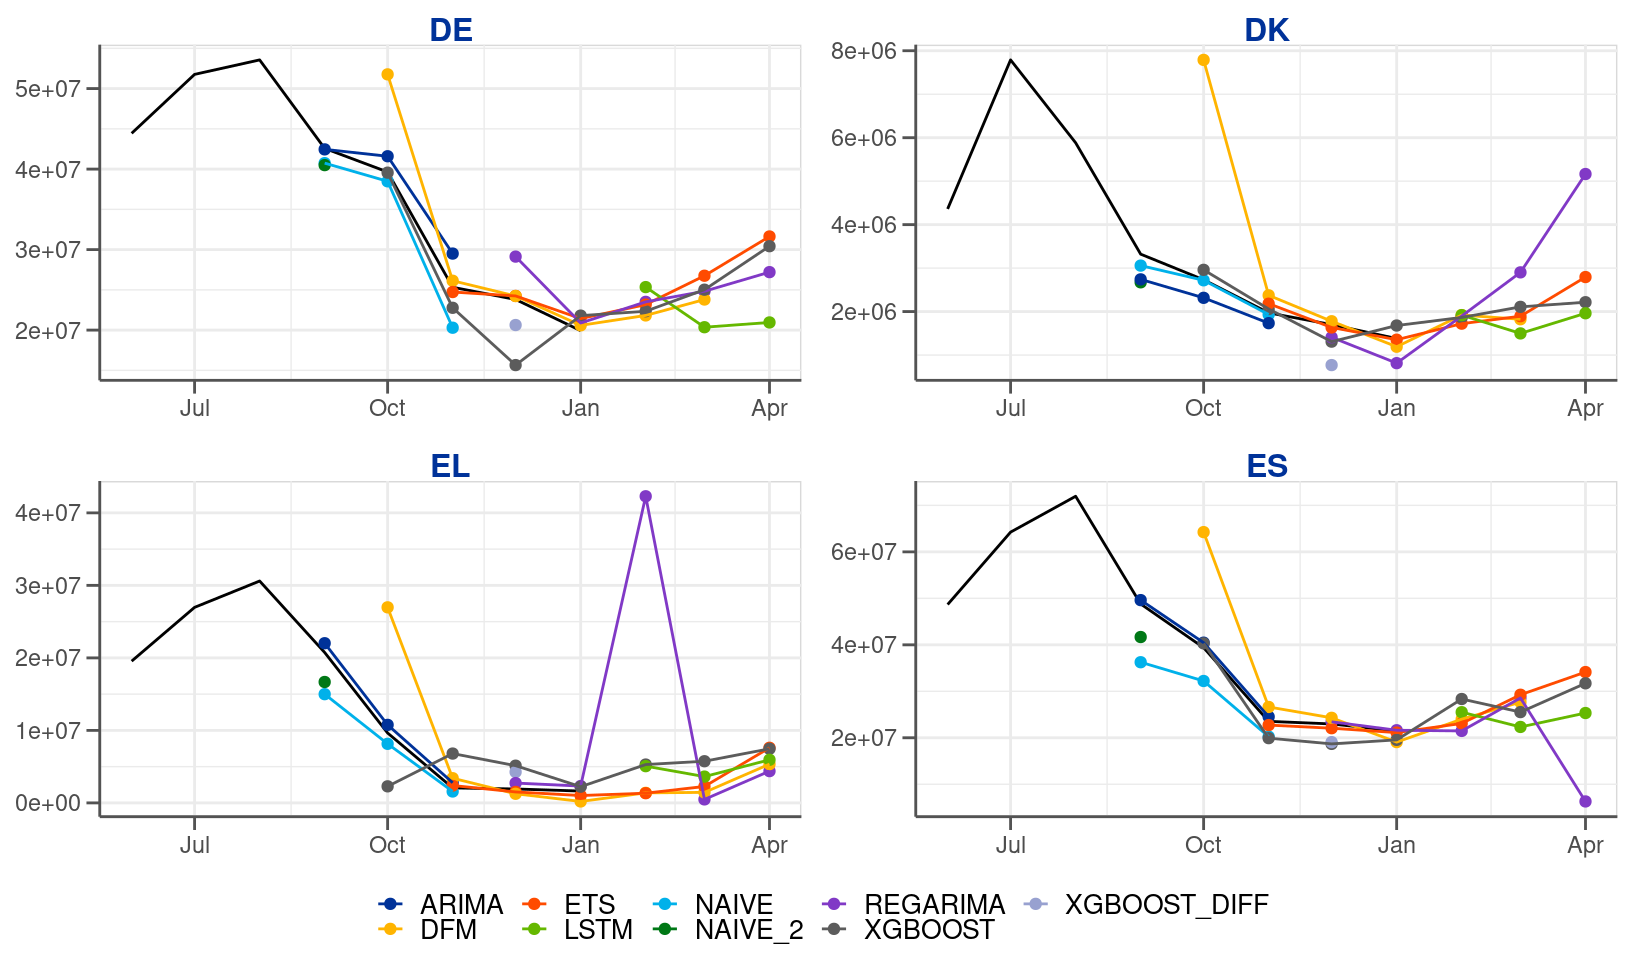 DE
DK
5e+07
4e+07
3e+07
2e+07
8e+06
6e+06
4e+06
2e+06
Jul Oct Jan Apr
Jul Oct Jan Apr
EL
ES
4e+07
3e+07
2e+07
1e+07
0e+00
6e+07
4e+07
2e+07
Jul Oct Jan Apr
Jul Oct Jan Apr
ARIMA ETS NAIVE REGARIMA XGBOOST_DIFF
DFM LSTM NAIVE_2 XGBOOST